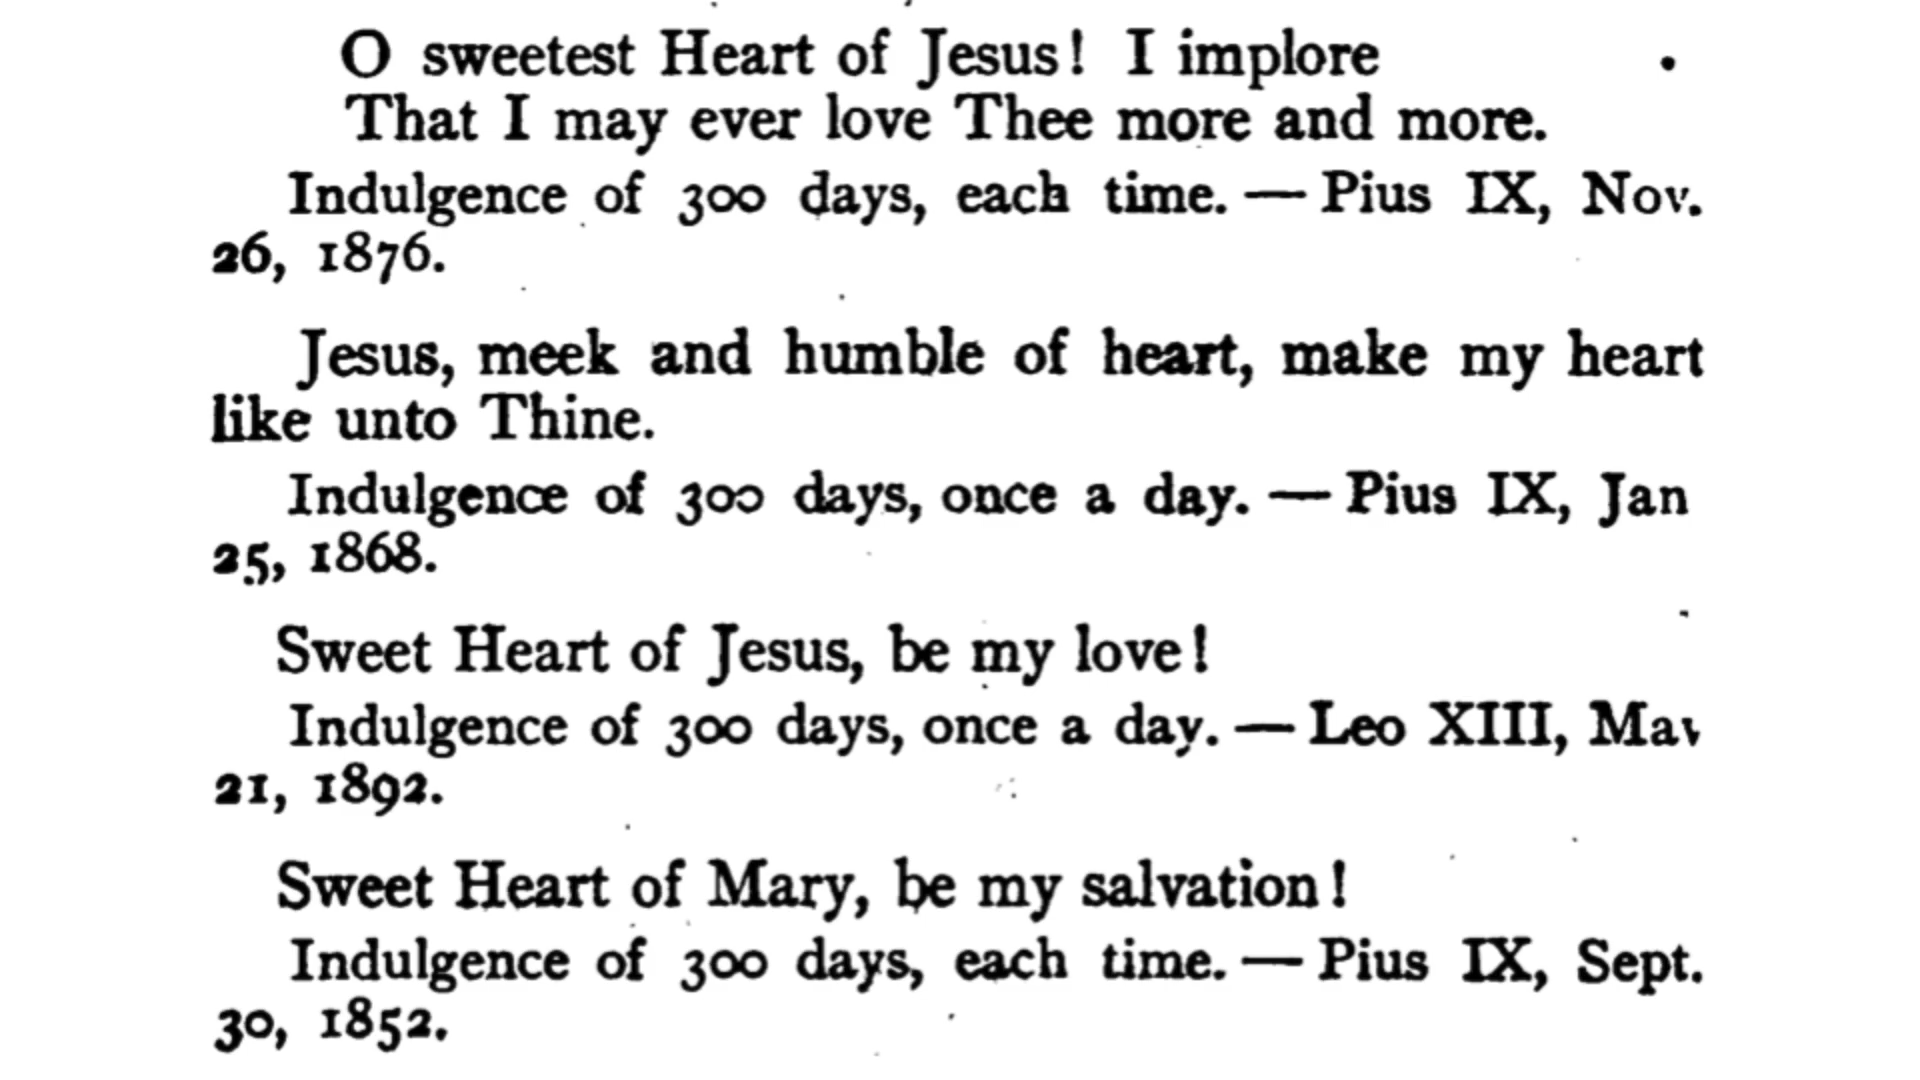 O sweetest Heart of Jesus! I implore
That I may ever love Thee more and more.
Indulgence of 300 days, each time. — Pius IX, Nov.
26, 1876.
Jesus, meek and humble of heart, make my heart
like unto Thine.
Indulgence of 300 days, once a day. — Pius IX, Jan
25, 1868.
Sweet Heart of Jesus, be my love!
Indulgence of 300 days, once a day. — Leo XIII, May
21, 1892.
Sweet Heart of Mary, be my salvation!
Indulgence of 300 days, each time. — Pius IX, Sept.
30, 1852.